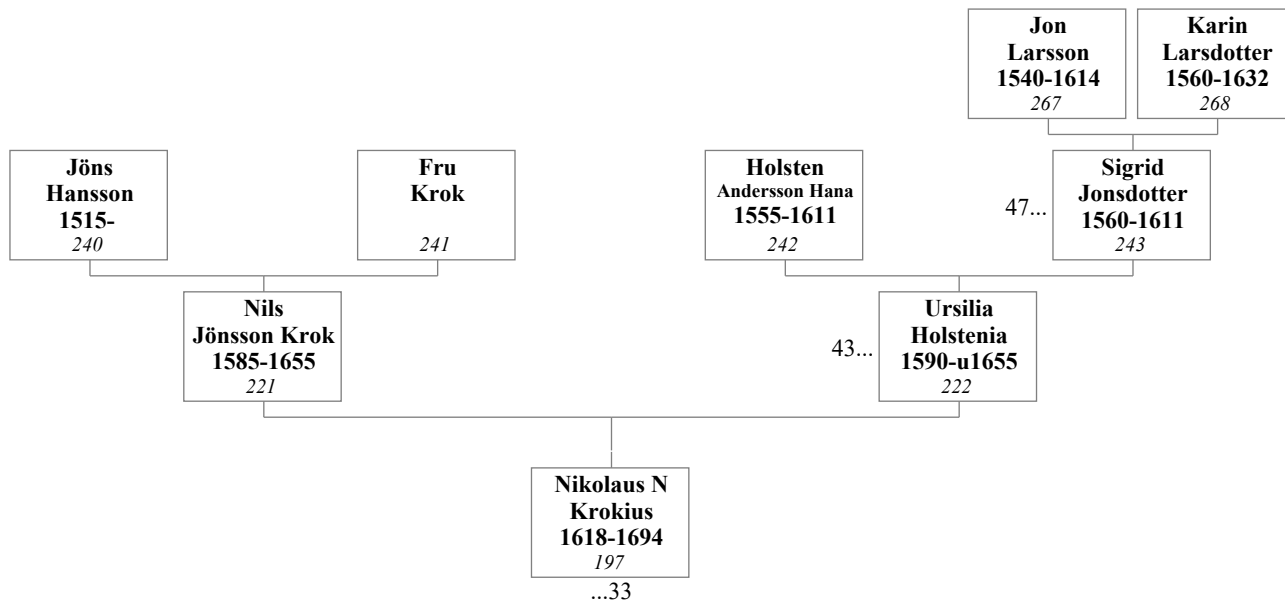 Jon
Larsson
1540-1614
267
Karin
Larsdotter
1560-1632
268
Jöns
Hansson
1515-
240
Fru
Krok
241
Holsten
Andersson Hana
1555-1611
242
47...
Sigrid
Jonsdotter
1560-1611
243
Nils
Jönsson Krok
1585-1655
221
43...
Ursilia
Holstenia
1590-u1655
222
Nikolaus N
Krokius
1618-1694
197
...33